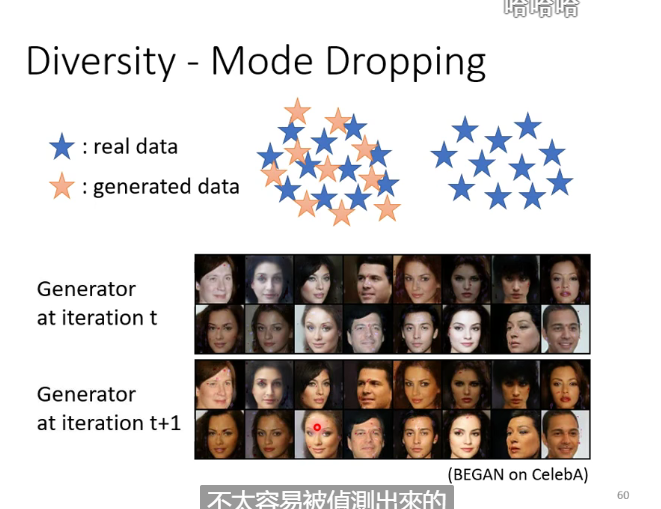 哈哈哈
Diversity - Mode Dropping
: real data
: generated data
Generator
at iteration t
Generator
at iteration t+1
(BEGAN on CelebA)
不太容易被偵測出來的
60